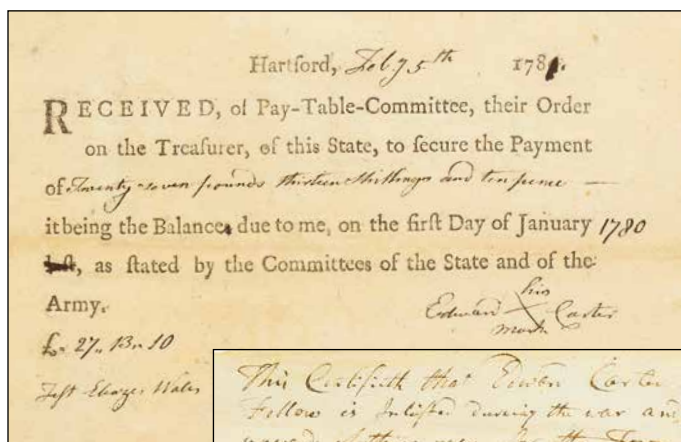 Hartford, Feby 5th 1781.
RECEIVED, of Pay-Table-Committee, their Order
on the Treaſurer, of this State, to ſecure the Payment
of Twenty seven pounds thirteen Shillings and ten pence —
it being the Balance due to me, on the firſt Day of January 1780
laſt, as ſtated by the Committees of the State and of the
Army.
Edward his Carter
mark
for 27,, 13,, 10
Test Ebenzer Wales
This Certifieth that Edward Carter
Fellow is Inlisted during the war and